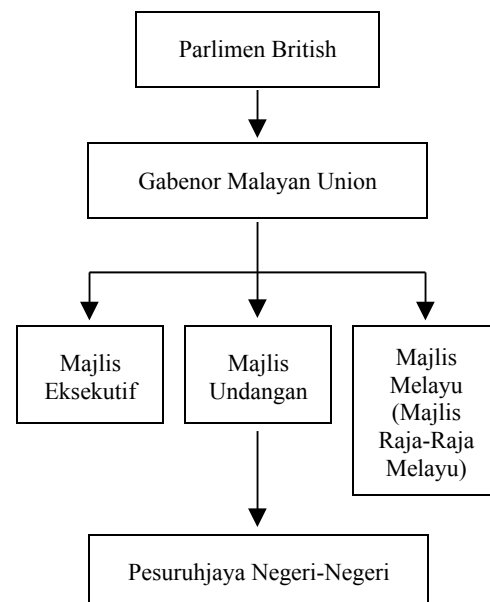 Parlimen British
Gabenor Malayan Union
Majlis
Eksekutif
Majlis
Undangan
Majlis
Melayu
(Majlis
Raja-Raja
Melayu)
Pesuruhjaya Negeri-Negeri